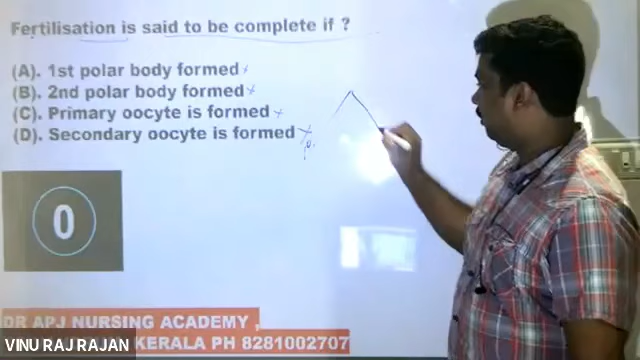 Fertilisation is said to be complete if ?
(A). 1st polar body formed
(B). 2nd polar body formed
(C). Primary oocyte is formed
(D). Secondary oocyte is formed
0
DR APJ NURSING ACADEMY ,
KERALA PH 8281002707
VINU RAJ RAJAN